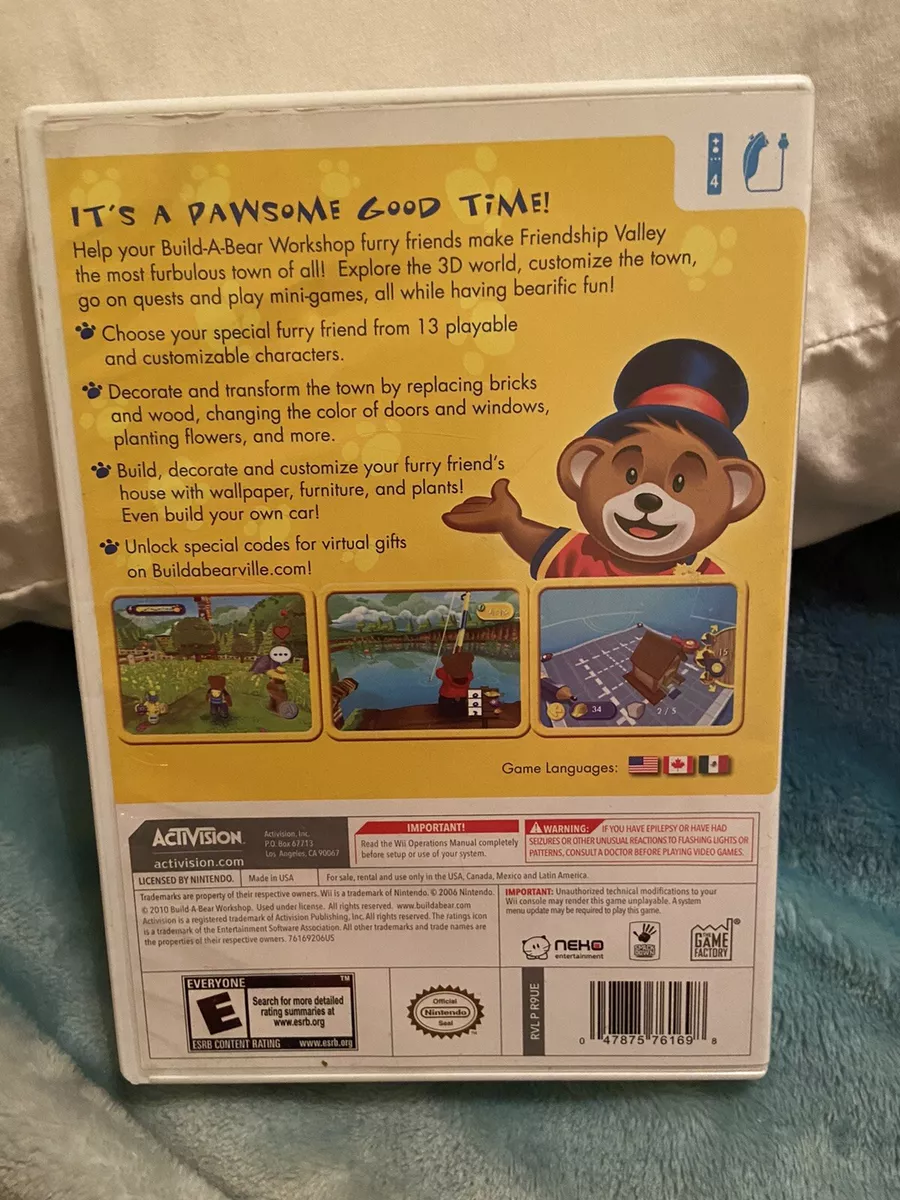 4
IT'S A PAWSOME GOOD TIME!
Help your Build-A-Bear Workshop furry friends make Friendship Valley
the most furbulous town of all! Explore the 3D world, customize the town,
go on quests and play mini-games, all while having bearific fun!
Choose your special furry friend from 13 playable
and customizable characters.
Decorate and transform the town by replacing bricks
and wood, changing the color of doors and windows,
planting flowers, and more.
Build, decorate and customize your furry friend's
house with wallpaper, furniture, and plants!
Even build your own car!
Unlock special codes for virtual gifts
on Buildabearville.com!
15
34
2 / 5
Game Languages:
ACTIVISION
activision.com
Activision, Inc.
P.O. Box 67713
Los Angeles, CA 90067
IMPORTANT!
Read the Wii Operations Manual completely
before setup or use of your system.
WARNING: IF YOU HAVE EPILEPSY OR HAVE HAD
SEIZURES OR OTHER UNUSUAL REACTIONS TO FLASHING LIGHTS OR
PATTERNS, CONSULT A DOCTOR BEFORE PLAYING VIDEO GAMES.
LICENSED BY NINTENDO.
Made in USA
For sale, rental and use only in the USA, Canada, Mexico and Latin America.
Trademarks are property of their respective owners. Wii is a trademark of Nintendo. © 2006 Nintendo.
© 2010 Build-A-Bear Workshop. Used under license. All rights reserved. www.buildabear.com
Activision is a registered trademark of Activision Publishing, Inc. All rights reserved. The ratings icon
is a trademark of the Entertainment Software Association. All other trademarks and trade names are
the properties of their respective owners. 76169206US
IMPORTANT: Unauthorized technical modifications to your
Wii console may render this game unplayable. A system
menu update may be required to play this game.
NEKO
entertainment
SMACK
DOWN
THE
GAME
FACTORY®
EVERYONE
TM
E
Search for more detailed
rating summaries at
www.esrb.org
ESRB CONTENT RATING www.esrb.org
Official
Nintendo
Seal
TM
RVL P R9UE
0 47875 76169 8